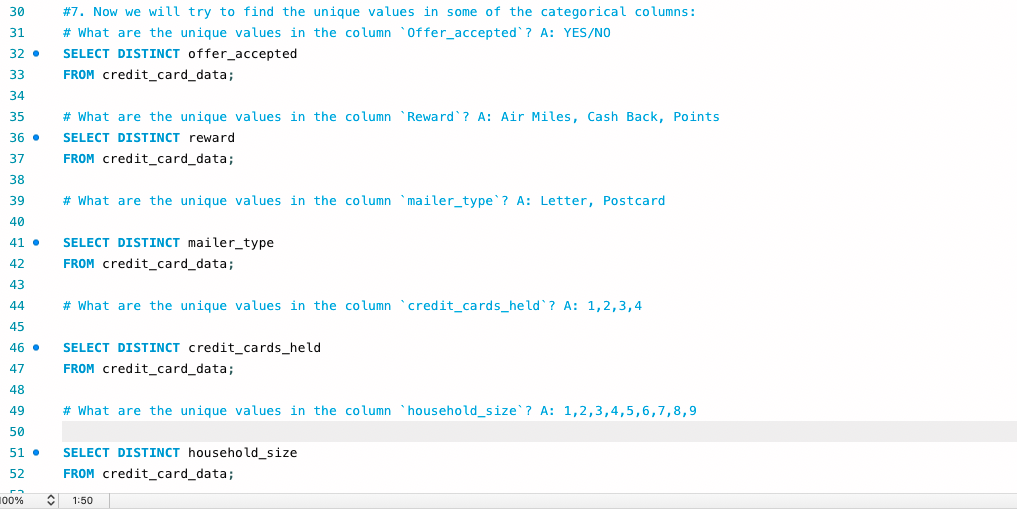 30 #7. Now we will try to find the unique values in some of the categorical columns:
31 # What are the unique values in the column `Offer_accepted`? A: YES/NO
32 SELECT DISTINCT offer_accepted
33 FROM credit_card_data;
34
35 # What are the unique values in the column `Reward`? A: Air Miles, Cash Back, Points
36 SELECT DISTINCT reward
37 FROM credit_card_data;
38
39 # What are the unique values in the column `mailer_type`? A: Letter, Postcard
40
41 SELECT DISTINCT mailer_type
42 FROM credit_card_data;
43
44 # What are the unique values in the column `credit_cards_held`? A: 1,2,3,4
45
46 SELECT DISTINCT credit_cards_held
47 FROM credit_card_data;
48
49 # What are the unique values in the column `household_size`? A: 1,2,3,4,5,6,7,8,9
50
51 SELECT DISTINCT household_size
52 FROM credit_card_data;
100% 1:50